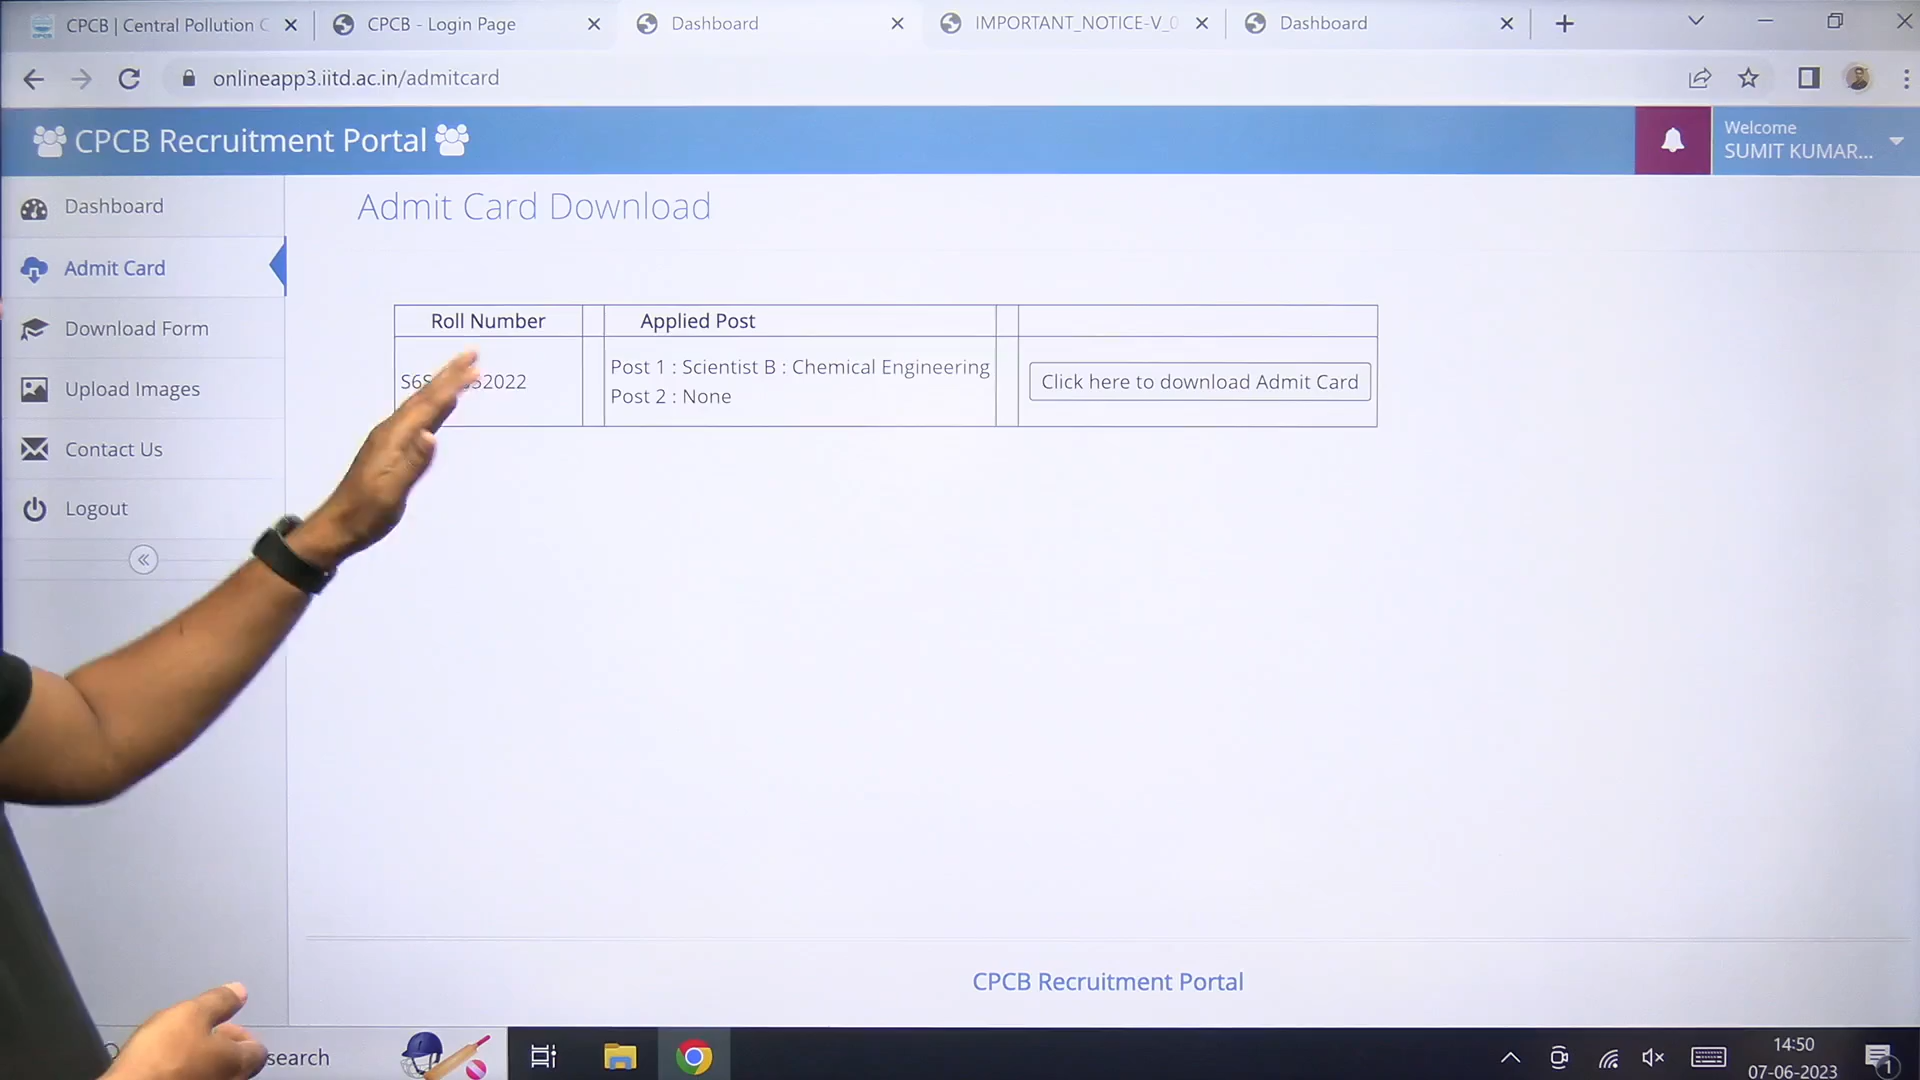 CPCB | Central Pollution C
CPCB - Login Page
Dashboard
IMPORTANT_NOTICE-V_0
Dashboard
onlineapp3.iitd.ac.in/admitcard
CPCB Recruitment Portal
Welcome
SUMIT KUMAR...
Dashboard
Admit Card
Download Form
Upload Images
Contact Us
Logout
Admit Card Download
Roll Number
Applied Post
Post 1 : Scientist B : Chemical Engineering
Post 2 : None
Click here to download Admit Card
CPCB Recruitment Portal
search
14:50
07-06-2023
1